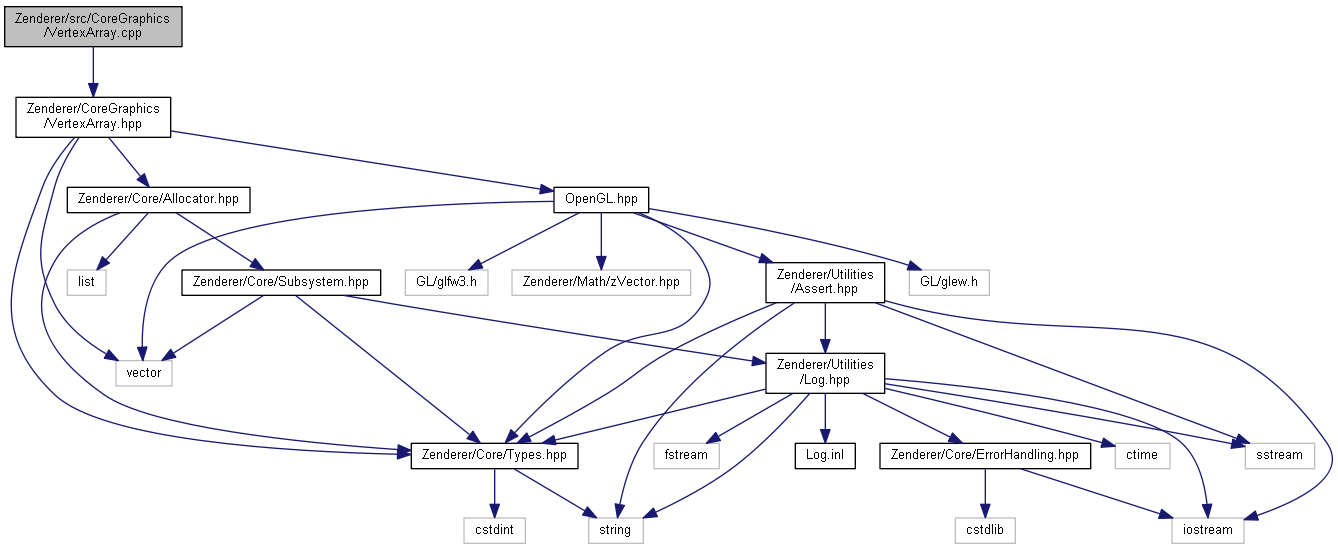 Zenderer/src/CoreGraphics
/VertexArray.cpp
Zenderer/CoreGraphics
/VertexArray.hpp
Zenderer/Core/Allocator.hpp
OpenGL.hpp
list
Zenderer/Core/Subsystem.hpp
GL/glfw3.h
Zenderer/Math/zVector.hpp
Zenderer/Utilities
/Assert.hpp
GL/glew.h
vector
Zenderer/Utilities
/Log.hpp
Zenderer/Core/Types.hpp
fstream
Log.inl
Zenderer/Core/ErrorHandling.hpp
ctime
sstream
cstdint
string
cstdlib
iostream